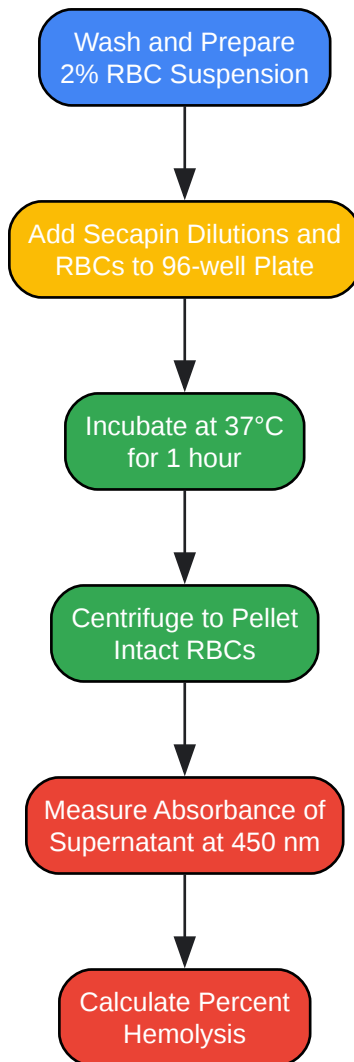 Wash and Prepare
2% RBC Suspension
Add Secapin Dilutions and
RBCs to 96-well Plate
Incubate at 37°C
for 1 hour
Centrifuge to Pellet
Intact RBCs
Measure Absorbance of
Supernatant at 450 nm
Calculate Percent
Hemolysis